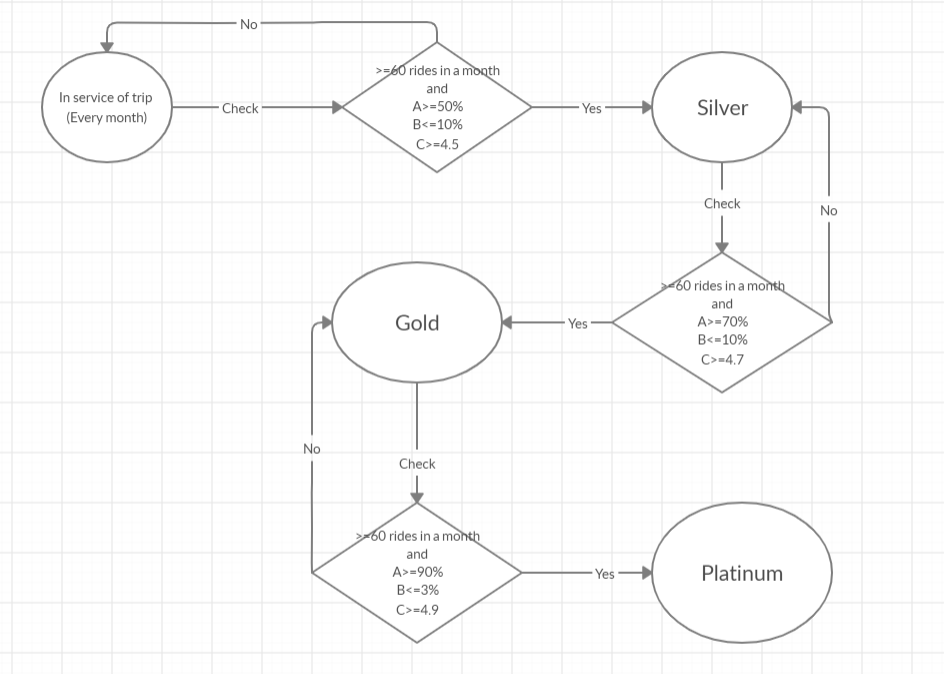 No
In service of trip
(Every month)
Check
>=60 rides in a month
and
A>=50%
B<=10%
C>=4.5
Yes
Silver
Check
No
>=60 rides in a month
and
A>=70%
B<=10%
C>=4.7
Yes
Gold
No
Check
>=60 rides in a month
and
A>=90%
B<=3%
C>=4.9
Yes
Platinum